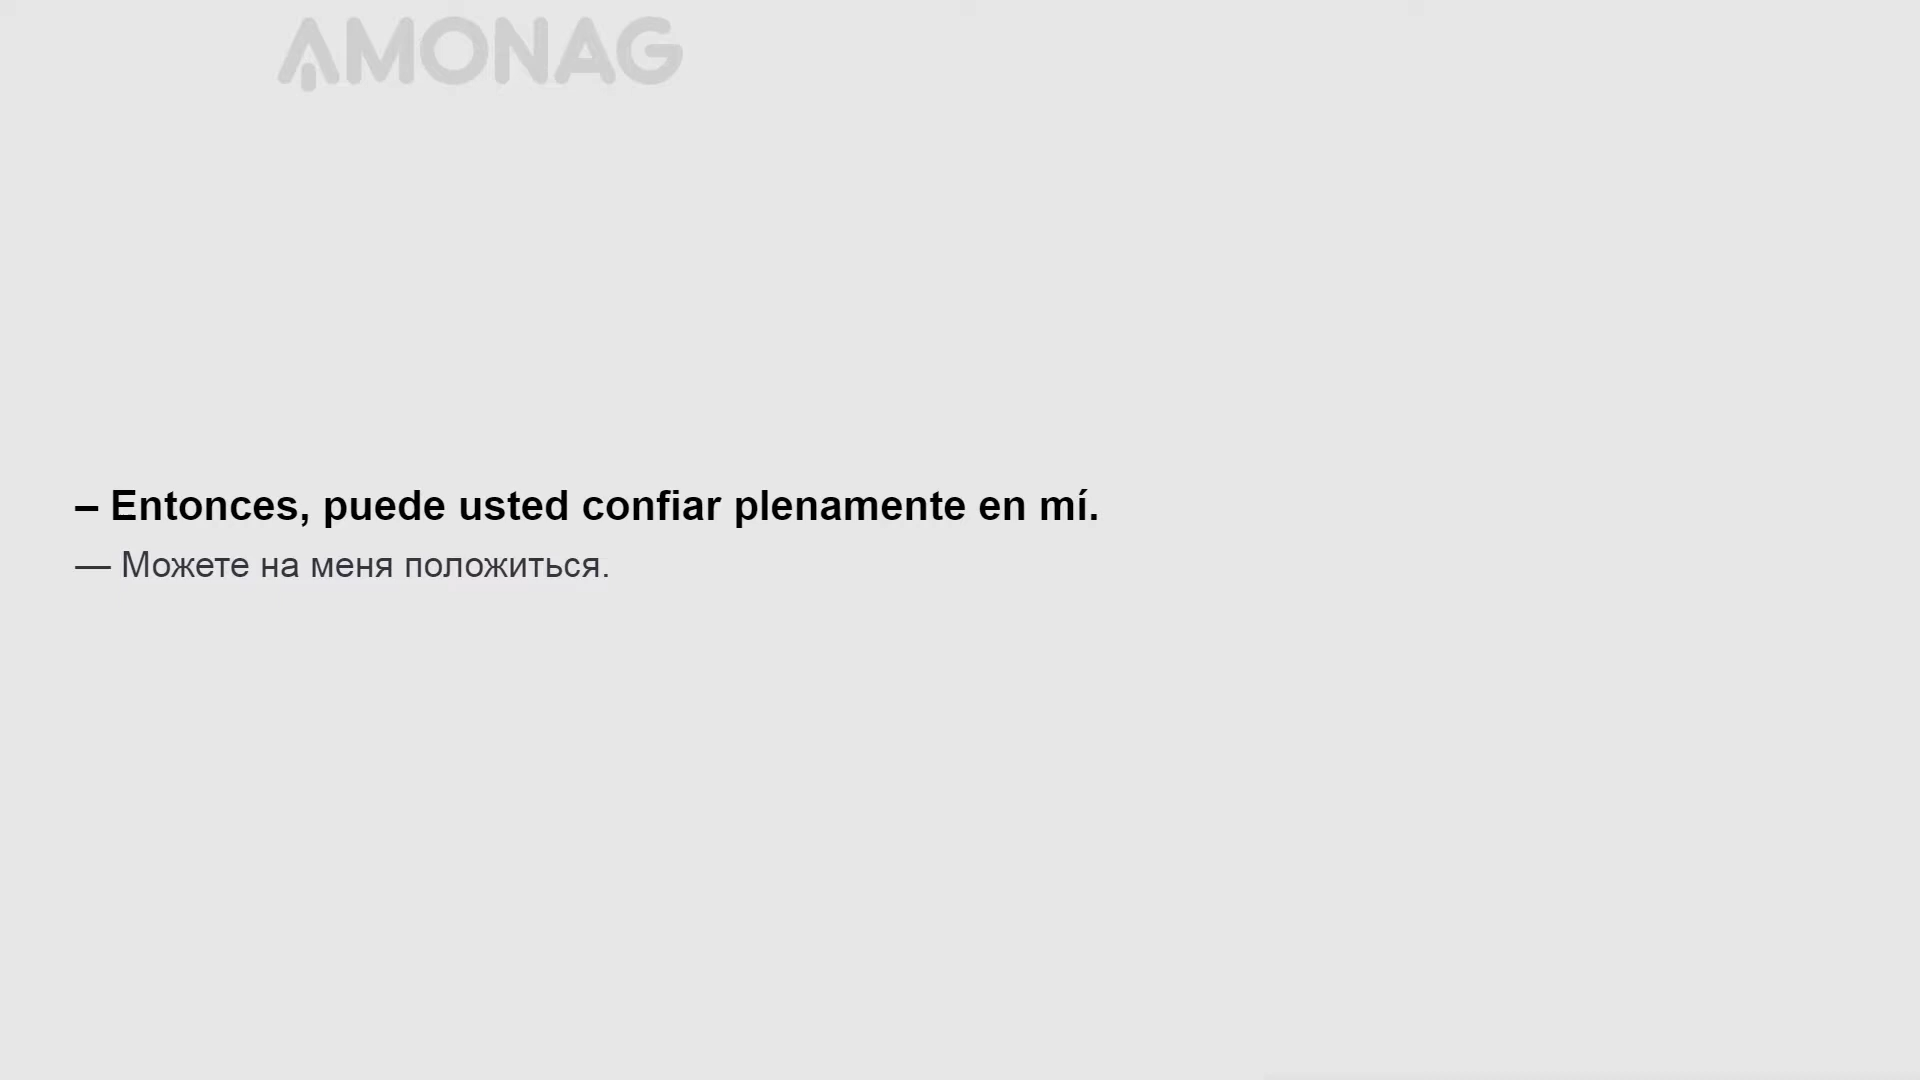 AMONAG
– Entonces, puede usted confiar plenamente en mí.
— Можете на меня положиться.